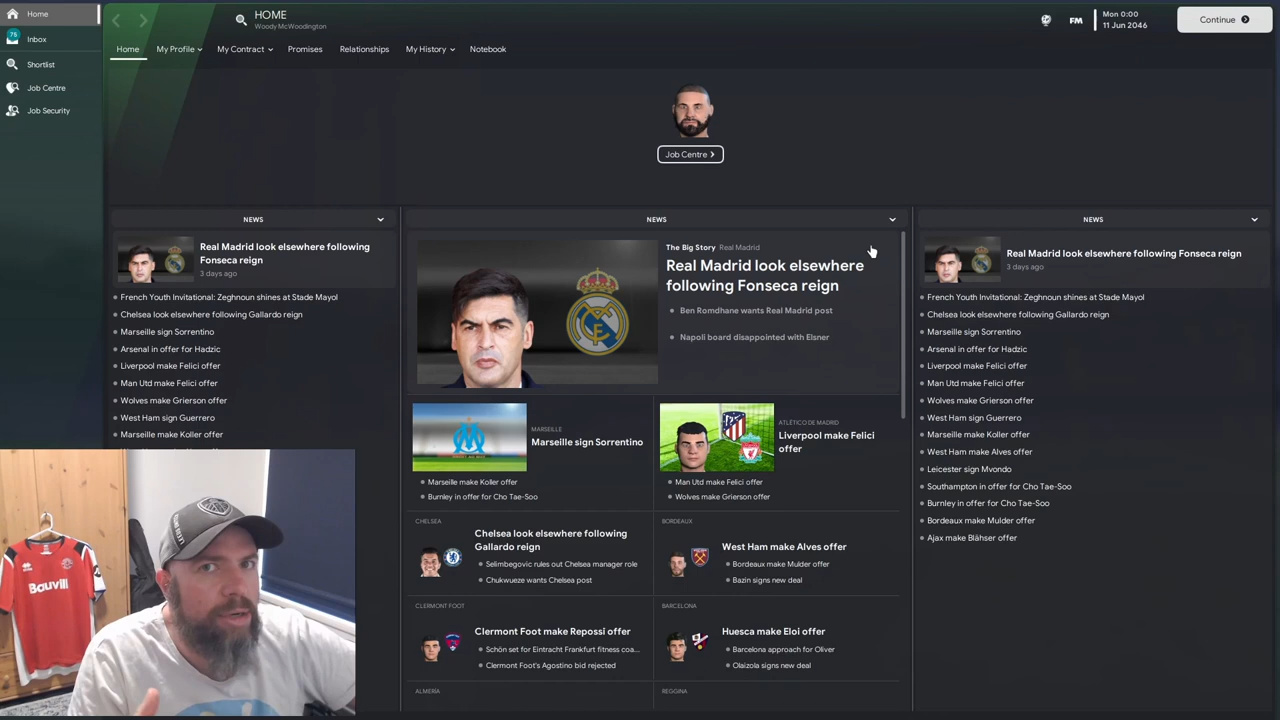 Home
75
Inbox
Shortlist
Job Centre
Job Security
HOME
Woody McWoodington
FM
Mon 0:00
11 Jun 2046
Continue
Home
My Profile
My Contract
Promises
Relationships
My History
Notebook
Job Centre
NEWS
Real Madrid look elsewhere
following Fonseca reign
3 days ago
French Youth Invitational: Zeghnoun shines at Stade Mayol
Chelsea look elsewhere following Gallardo reign
Marseille sign Sorrentino
Arsenal in offer for Hadzic
Liverpool make Felici offer
Man Utd make Felici offer
Wolves make Grierson offer
West Ham sign Guerrero
Marseille make Koller offer
NEWS
The Big Story Real Madrid
Real Madrid look elsewhere
following Fonseca reign
Ben Romdhane wants Real Madrid post
Napoli board disappointed with Elsner
Marseille
MARSEILLE
Marseille sign Sorrentino
Marseille make Koller offer
Burnley in offer for Cho Tae-Soo
ATLÉTICO DE MADRID
Liverpool make Felici
offer
Man Utd make Felici offer
Wolves make Grierson offer
CHELSEA
Chelsea look elsewhere following
Gallardo reign
Selimbegovic rules out Chelsea manager role
Chukwueze wants Chelsea post
BORDEAUX
West Ham make Alves offer
Bordeaux make Mulder offer
Bazin signs new deal
CLERMONT FOOT
Clermont Foot make Repossi offer
Schön set for Eintracht Frankfurt fitness coa...
Clermont Foot's Agostino bid rejected
BARCELONA
Huesca make Eloi offer
Barcelona approach for Oliver
Olaizola signs new deal
ALMERÍA
REGGINA
NEWS
Real Madrid look elsewhere following Fonseca reign
3 days ago
French Youth Invitational: Zeghnoun shines at Stade Mayol
Chelsea look elsewhere following Gallardo reign
Marseille sign Sorrentino
Arsenal in offer for Hadzic
Liverpool make Felici offer
Man Utd make Felici offer
Wolves make Grierson offer
West Ham sign Guerrero
Marseille make Koller offer
West Ham make Alves offer
Leicester sign Mvondo
Southampton in offer for Cho Tae-Soo
Burnley in offer for Cho Tae-Soo
Bordeaux make Mulder offer
Ajax make Blähser offer
Bauvill